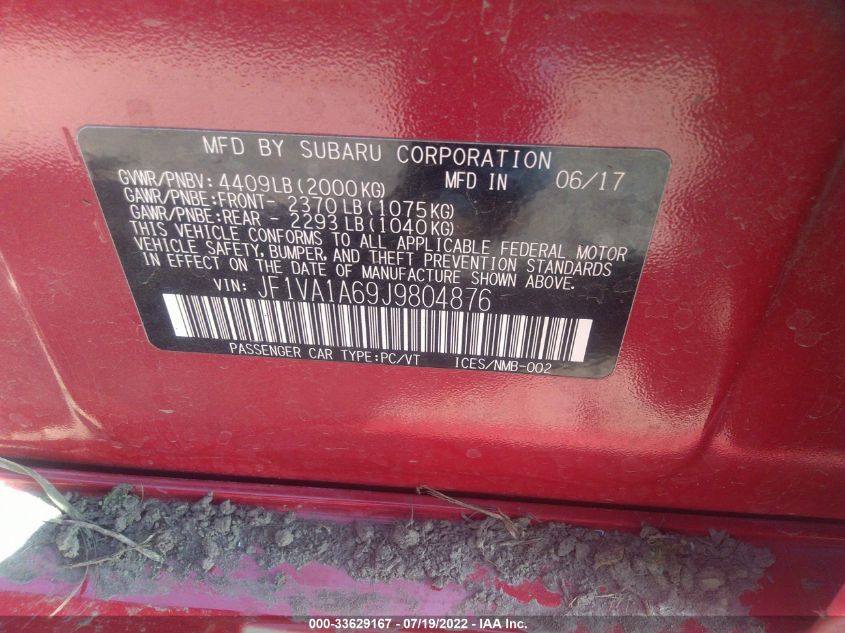 MFD BY SUBARU CORPORATION
GVWR/PNBV: 4409LB(2000KG) MFD IN 06/17
GAWR/PNBE:FRONT- 2370LB(1075KG)
GAWR/PNBE:REAR - 2293LB(1040KG)
THIS VEHICLE CONFORMS TO ALL APPLICABLE FEDERAL MOTOR
VEHICLE SAFETY, BUMPER, AND THEFT PREVENTION STANDARDS
IN EFFECT ON THE DATE OF MANUFACTURE SHOWN ABOVE.
VIN: JF1VA1A69J9804876
PASSENGER CAR TYPE:PC/VT ICES/NMB-002
000-33629167 - 07/19/2022 - IAA Inc.